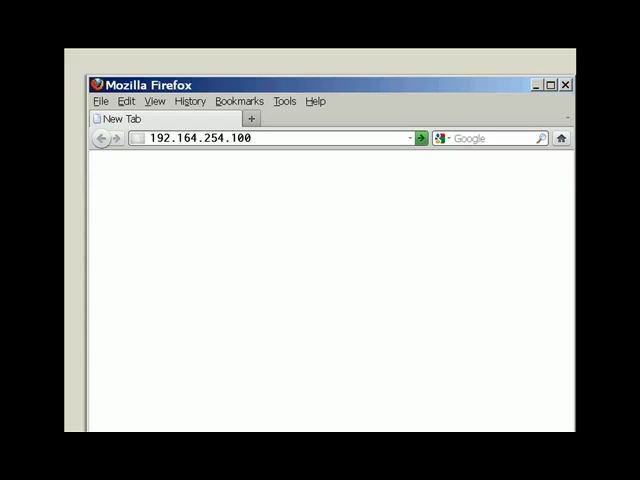 Mozilla Firefox
File Edit View History Bookmarks Tools Help
New Tab
192.164.254.100 Google